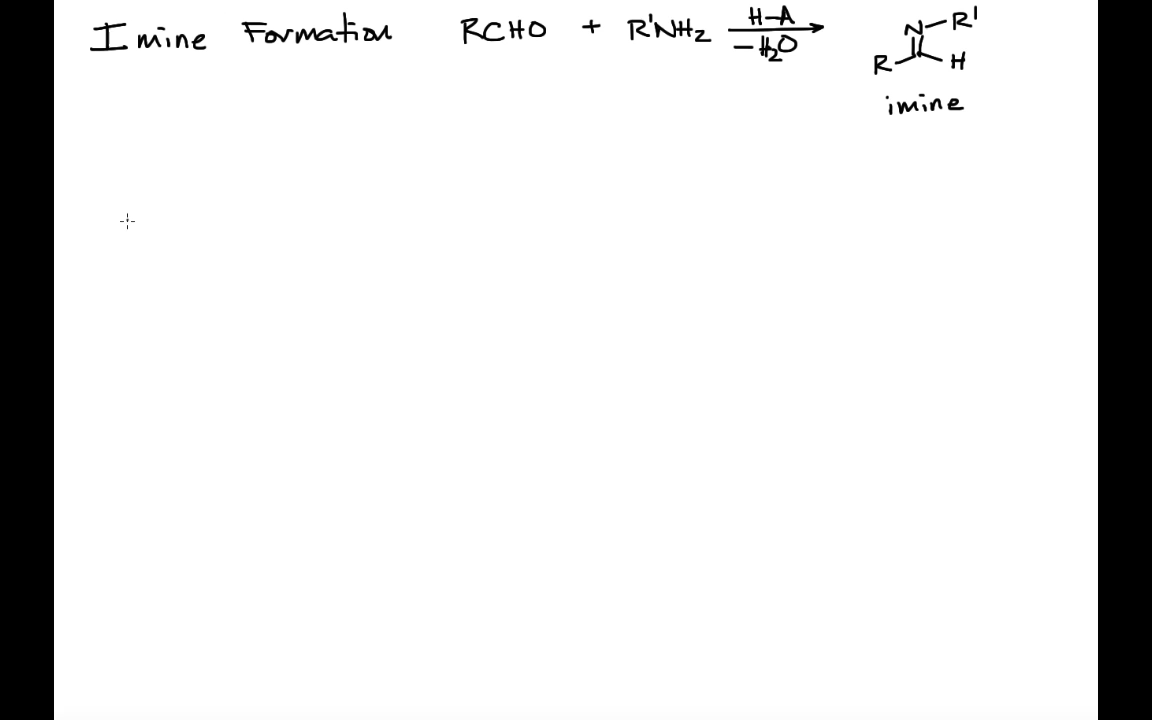 Imine Formation RCHO + R'NH2 H-A
-H2O
N R'
R H
imine